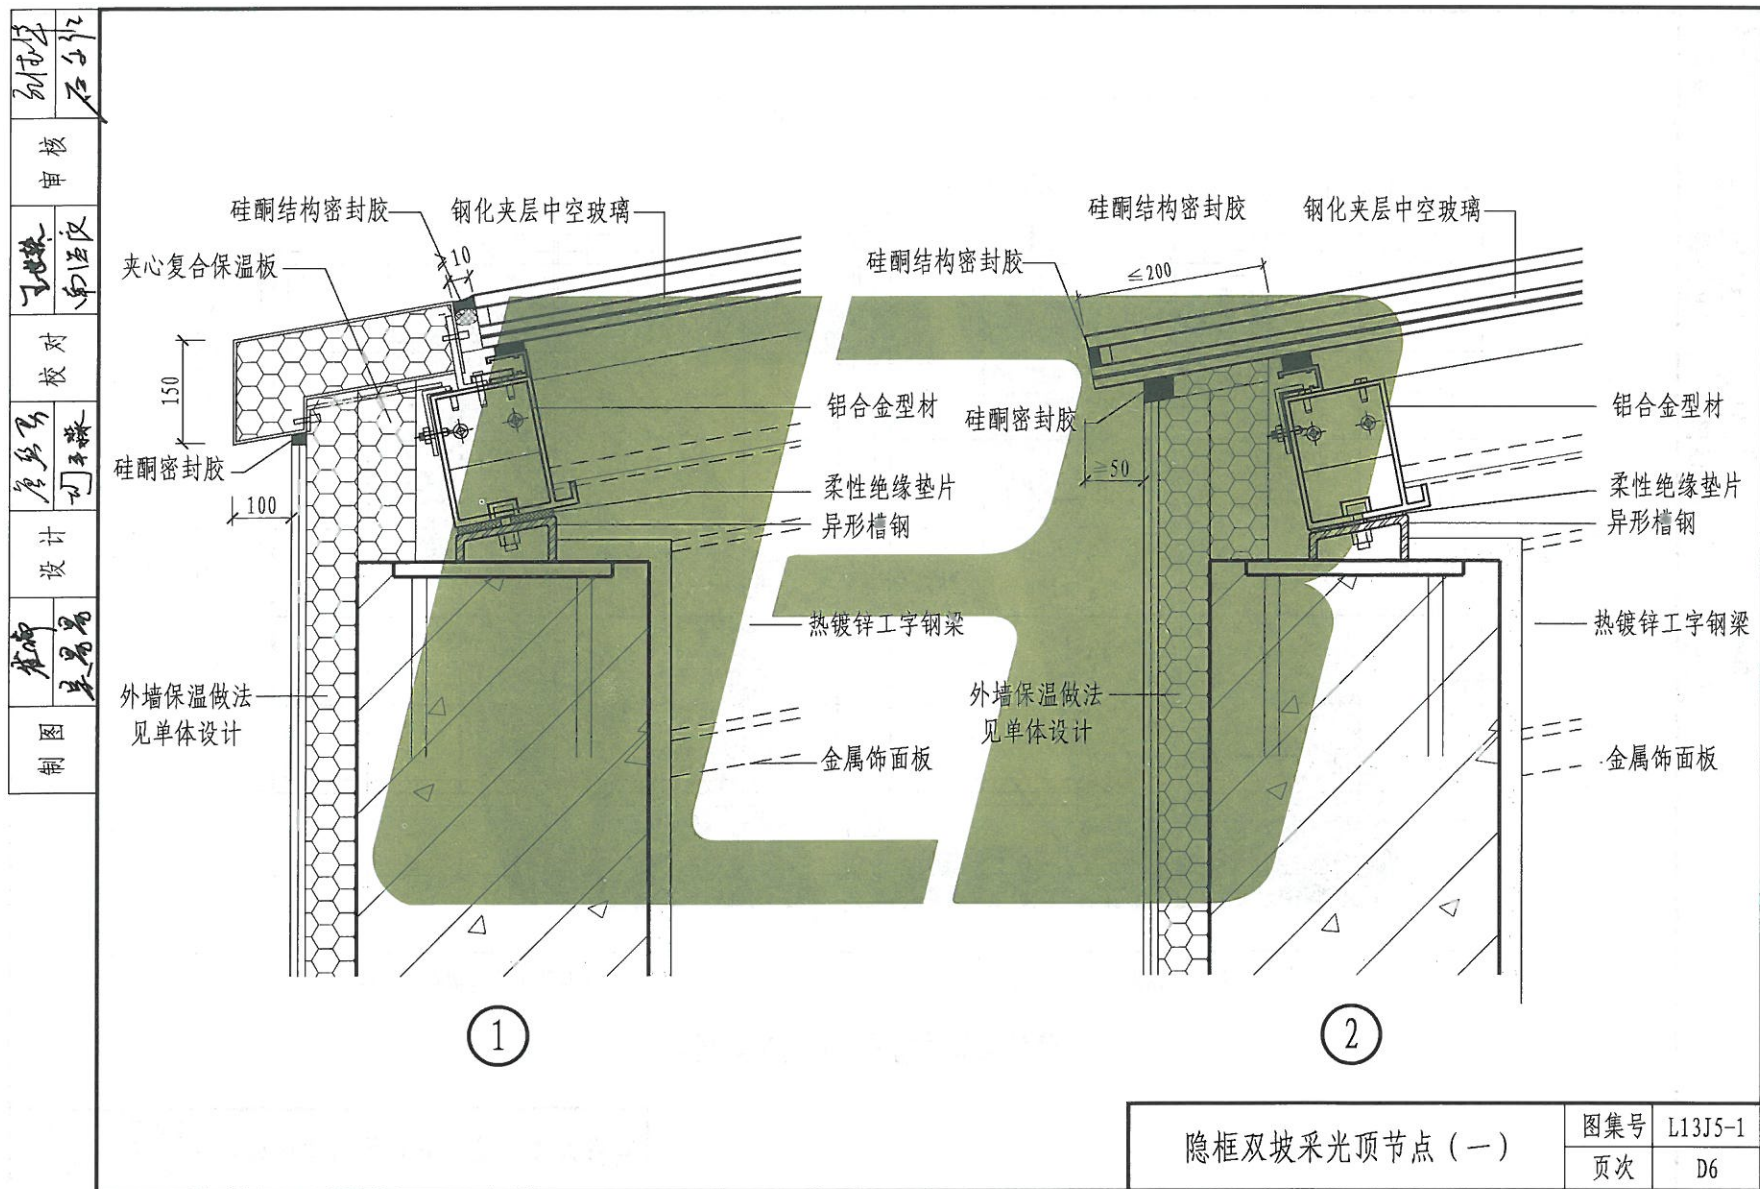 审核
校对
设计
制图
硅酮结构密封胶
钢化夹层中空玻璃
夹心复合保温板
≥10
150
硅酮密封胶
100
铝合金型材
柔性绝缘垫片
异形槽钢
热镀锌工字钢梁
外墙保温做法
见单体设计
金属饰面板
1
硅酮结构密封胶
钢化夹层中空玻璃
硅酮结构密封胶
≤200
硅酮密封胶
≥50
铝合金型材
柔性绝缘垫片
异形槽钢
热镀锌工字钢梁
外墙保温做法
见单体设计
金属饰面板
2
隐框双坡采光顶节点（一）
图集号 L13J5-1
页次 D6